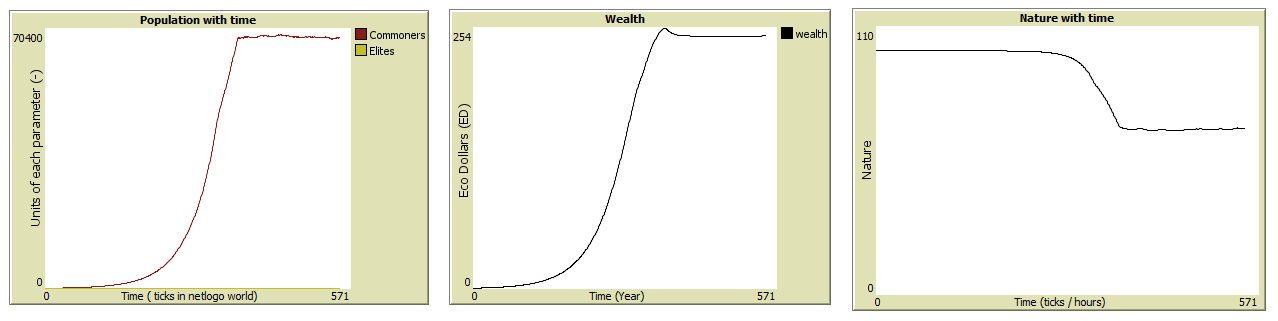 Population with time
70400
Units of each parameter (-)
0
0
Time ( ticks in netlogo world)
571
Commoners
Elites
Wealth
254
Eco Dollars (ED)
0
0
Time (Year)
571
wealth
Nature with time
110
Nature
0
0
Time (ticks / hours)
571